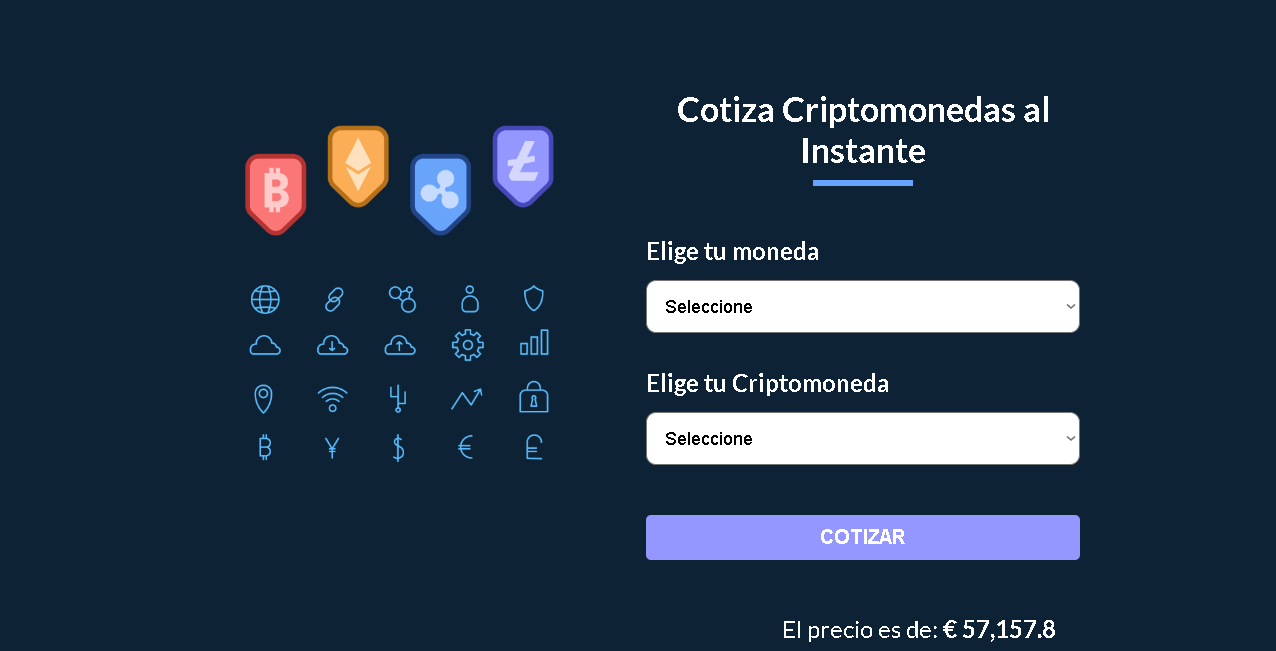 Cotiza Criptomonedas al
Instante
Elige tu moneda
Seleccione
Elige tu Criptomoneda
Seleccione
COTIZAR
El precio es de: € 57,157.8